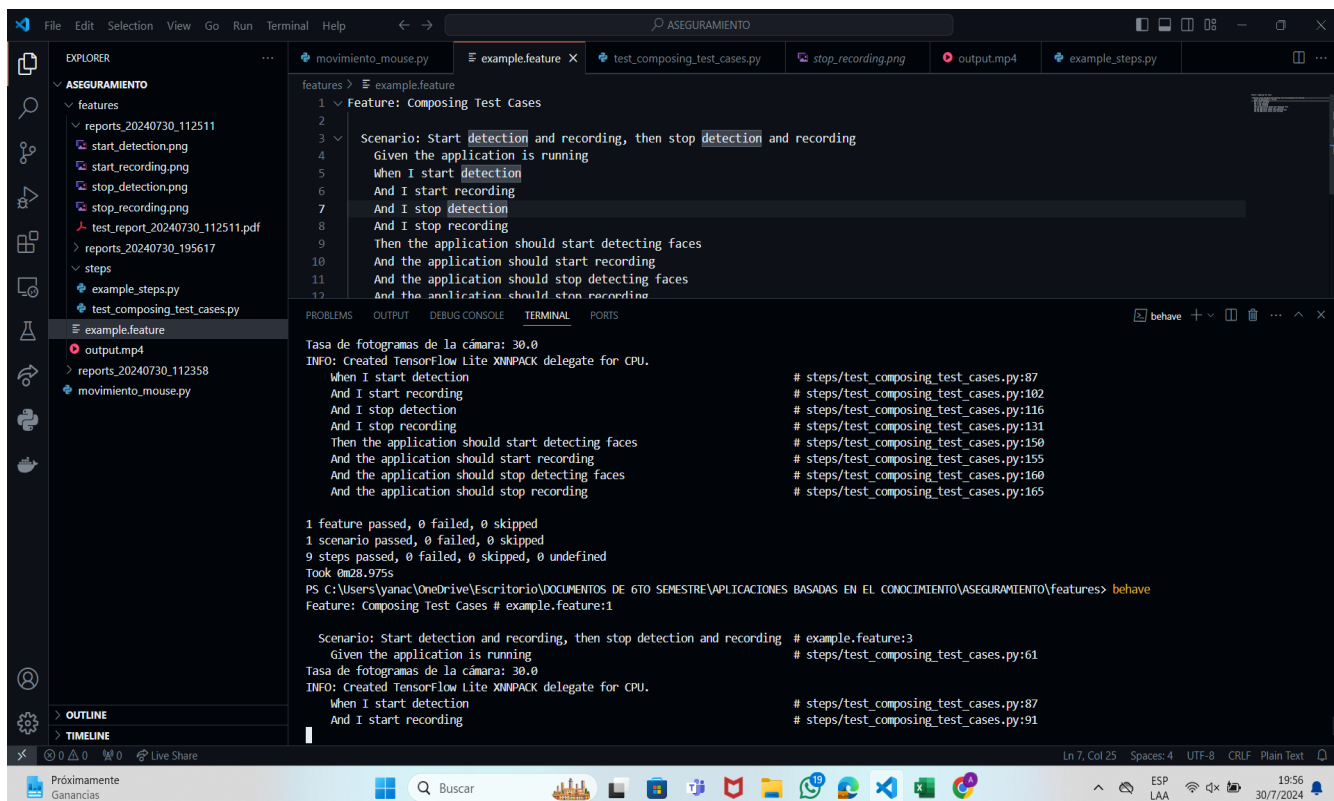 File Edit Selection View Go Run Terminal Help
ASEGURAMIENTO
EXPLORER
ASEGURAMIENTO
features
reports_20240730_112511
start_detection.png
start_recording.png
stop_detection.png
stop_recording.png
test_report_20240730_112511.pdf
reports_20240730_195617
steps
example_steps.py
test_composing_test_cases.py
example.feature
output.mp4
reports_20240730_112358
movimiento_mouse.py
OUTLINE
TIMELINE
movimiento_mouse.py example.feature test_composing_test_cases.py stop_recording.png output.mp4 example_steps.py
features > example.feature
1 Feature: Composing Test Cases
2
3 Scenario: Start detection and recording, then stop detection and recording
4 Given the application is running
5 When I start detection
6 And I start recording
7 And I stop detection
8 And I stop recording
9 Then the application should start detecting faces
10 And the application should start recording
11 And the application should stop detecting faces
12 And the application should stop recording
PROBLEMS OUTPUT DEBUG CONSOLE TERMINAL PORTS
behave
Tasa de fotogramas de la cámara: 30.0
INFO: Created TensorFlow Lite XNNPACK delegate for CPU.
When I start detection # steps/test_composing_test_cases.py:87
And I start recording # steps/test_composing_test_cases.py:102
And I stop detection # steps/test_composing_test_cases.py:116
And I stop recording # steps/test_composing_test_cases.py:131
Then the application should start detecting faces # steps/test_composing_test_cases.py:150
And the application should start recording # steps/test_composing_test_cases.py:155
And the application should stop detecting faces # steps/test_composing_test_cases.py:160
And the application should stop recording # steps/test_composing_test_cases.py:165
1 feature passed, 0 failed, 0 skipped
1 scenario passed, 0 failed, 0 skipped
9 steps passed, 0 failed, 0 skipped, 0 undefined
Took 0m28.975s
PS C:\Users\yanac\OneDrive\Escritorio\DOCUMENTOS DE 6TO SEMESTRE\APLICACIONES BASADAS EN EL CONOCIMIENTO\ASEGURAMIENTO\features> behave
Feature: Composing Test Cases # example.feature:1
Scenario: Start detection and recording, then stop detection and recording # example.feature:3
Given the application is running # steps/test_composing_test_cases.py:61
Tasa de fotogramas de la cámara: 30.0
INFO: Created TensorFlow Lite XNNPACK delegate for CPU.
When I start detection # steps/test_composing_test_cases.py:87
And I start recording # steps/test_composing_test_cases.py:91
0 0 0 Live Share
Ln 7, Col 25 Spaces: 4 UTF-8 CRLF Plain Text
Próximamente
Ganancias
Buscar
19
ESP
LAA
19:56
30/7/2024